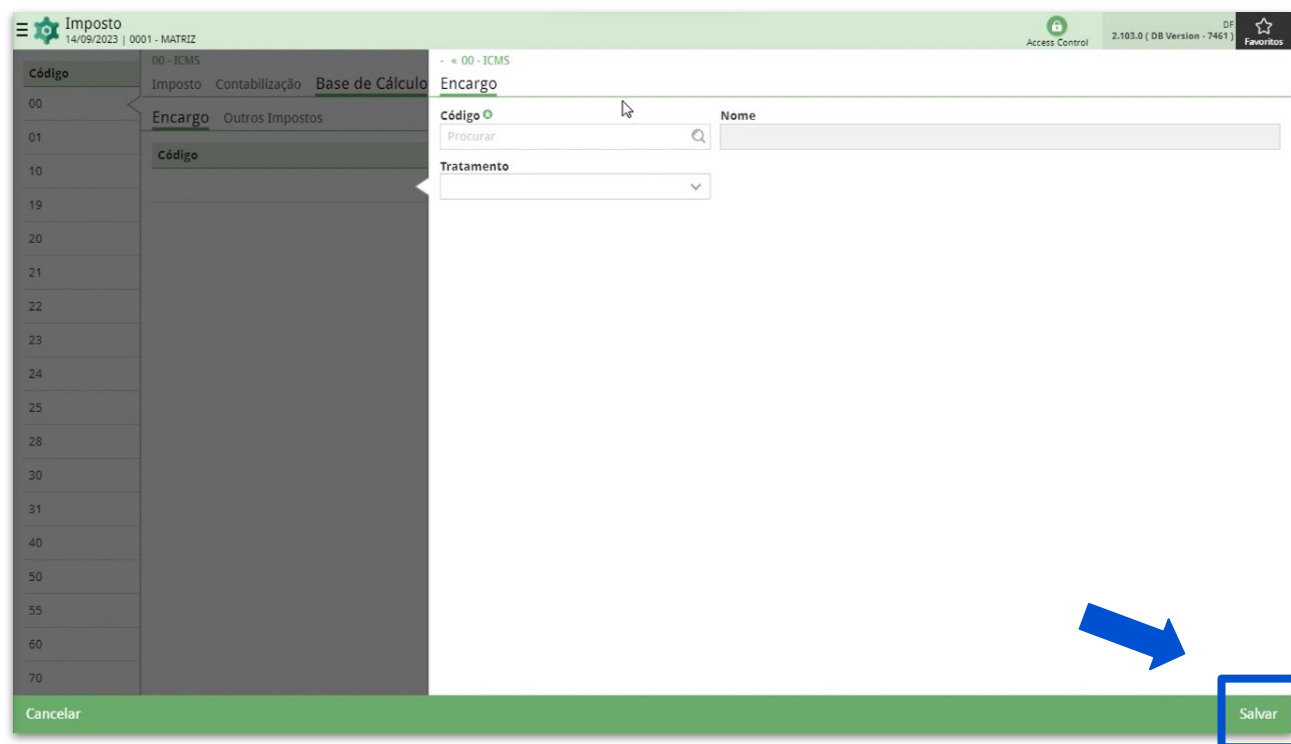 Imposto
14/09/2023 | 0001 - MATRIZ
Access Control
DF
2.103.0 ( DB Version - 7461 )
Favoritos
Código
00
01
10
19
20
21
22
23
24
25
28
30
31
40
50
55
60
70
00 - ICMS
Imposto Contabilização Base de Cálculo
Encargo Outros Impostos
Código
- « 00 - ICMS
Encargo
Código Nome
Procurar
Tratamento
Cancelar Salvar